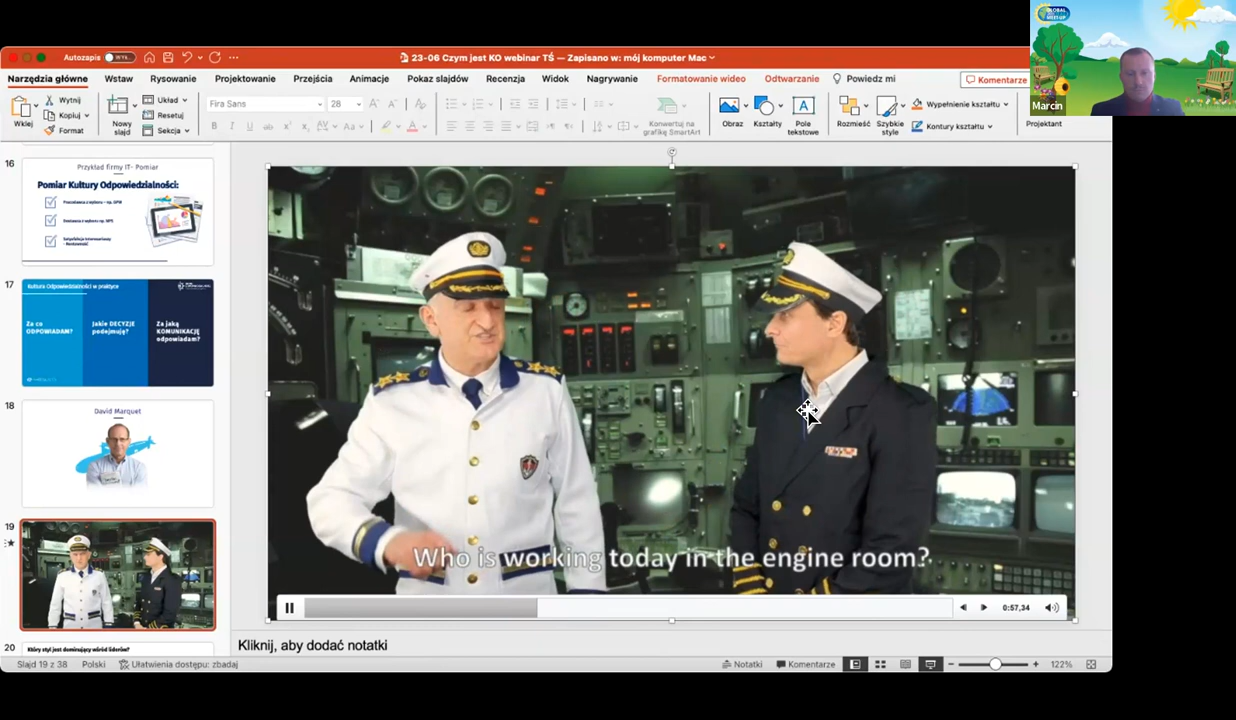 Autozapis
23-06 Czym jest KO webinar TŚ — Zapisano w: mój komputer Mac
GLOBAL
MEET-UP
Marcin
Narzędzia główne Wstaw Rysowanie Projektowanie Przejścia Animacje Pokaz slajdów Recenzja Widok Nagrywanie Formatowanie wideo Odtwarzanie Powiedz mi Komentarze
Wklej
Wytnij
Kopiuj
Format
Nowy
slajd
Układ
Resetuj
Sekcja
Fira Sans 28
Konwertuj na
grafikę SmartArt
Obraz
Kształty
Pole
tekstowe
Rozmieść
Szybkie
style
Wypełnienie kształtu
Kontury kształtu
Projektant
16
Przykład firmy IT- Pomiar
Pomiar Kultury Odpowiedzialności:
17
Kultura Odpowiedzialności w praktyce
Za co
ODPOWIADAM?
Jakie DECYZJE
podejmuję?
Za jaką
KOMUNIKACJĘ
odpowiadam?
18
David Marquet
19
20
Który styl jest dominujący wśród liderów?
Who is working today in the engine room?
0:57,34
Kliknij, aby dodać notatki
Slajd 19 z 38 Polski Ułatwienia dostępu: zbadaj Notatki Komentarze 122%